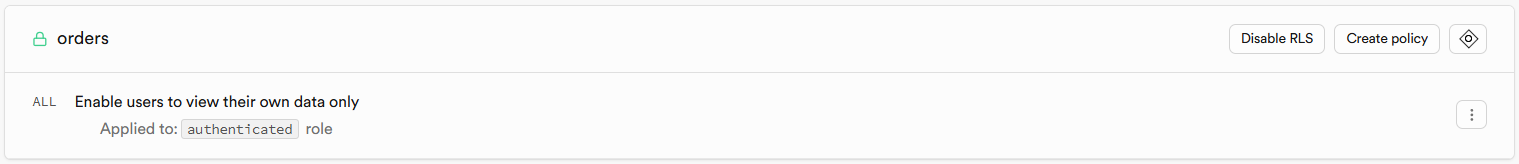 orders
Disable RLS
Create policy
ALL Enable users to view their own data only
Applied to: authenticated role